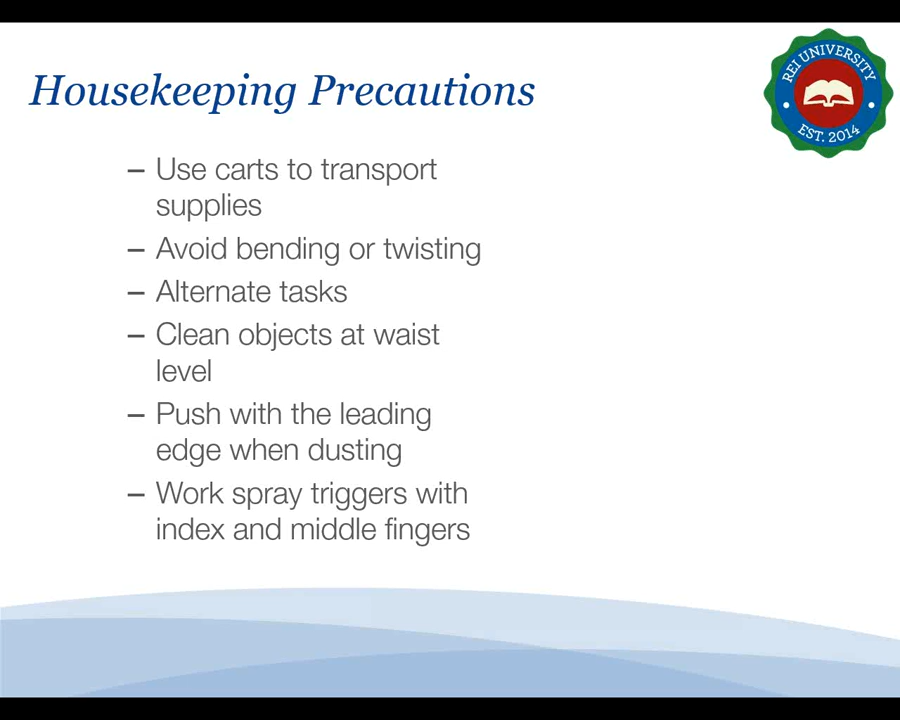 Housekeeping Precautions
REI UNIVERSITY
EST. 2014
– Use carts to transport
supplies
– Avoid bending or twisting
– Alternate tasks
– Clean objects at waist
level
– Push with the leading
edge when dusting
– Work spray triggers with
index and middle fingers